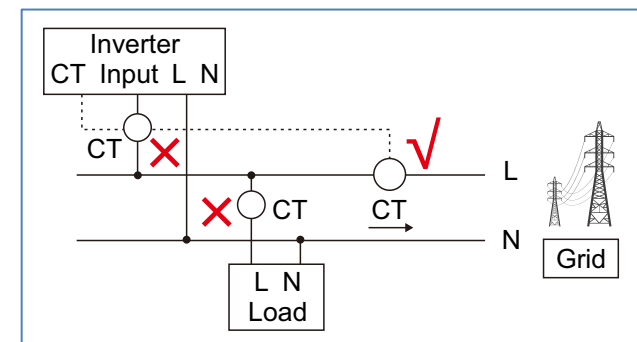 Inverter
CT Input L N
CT
L
CT
CT
N
L N
Load
Grid